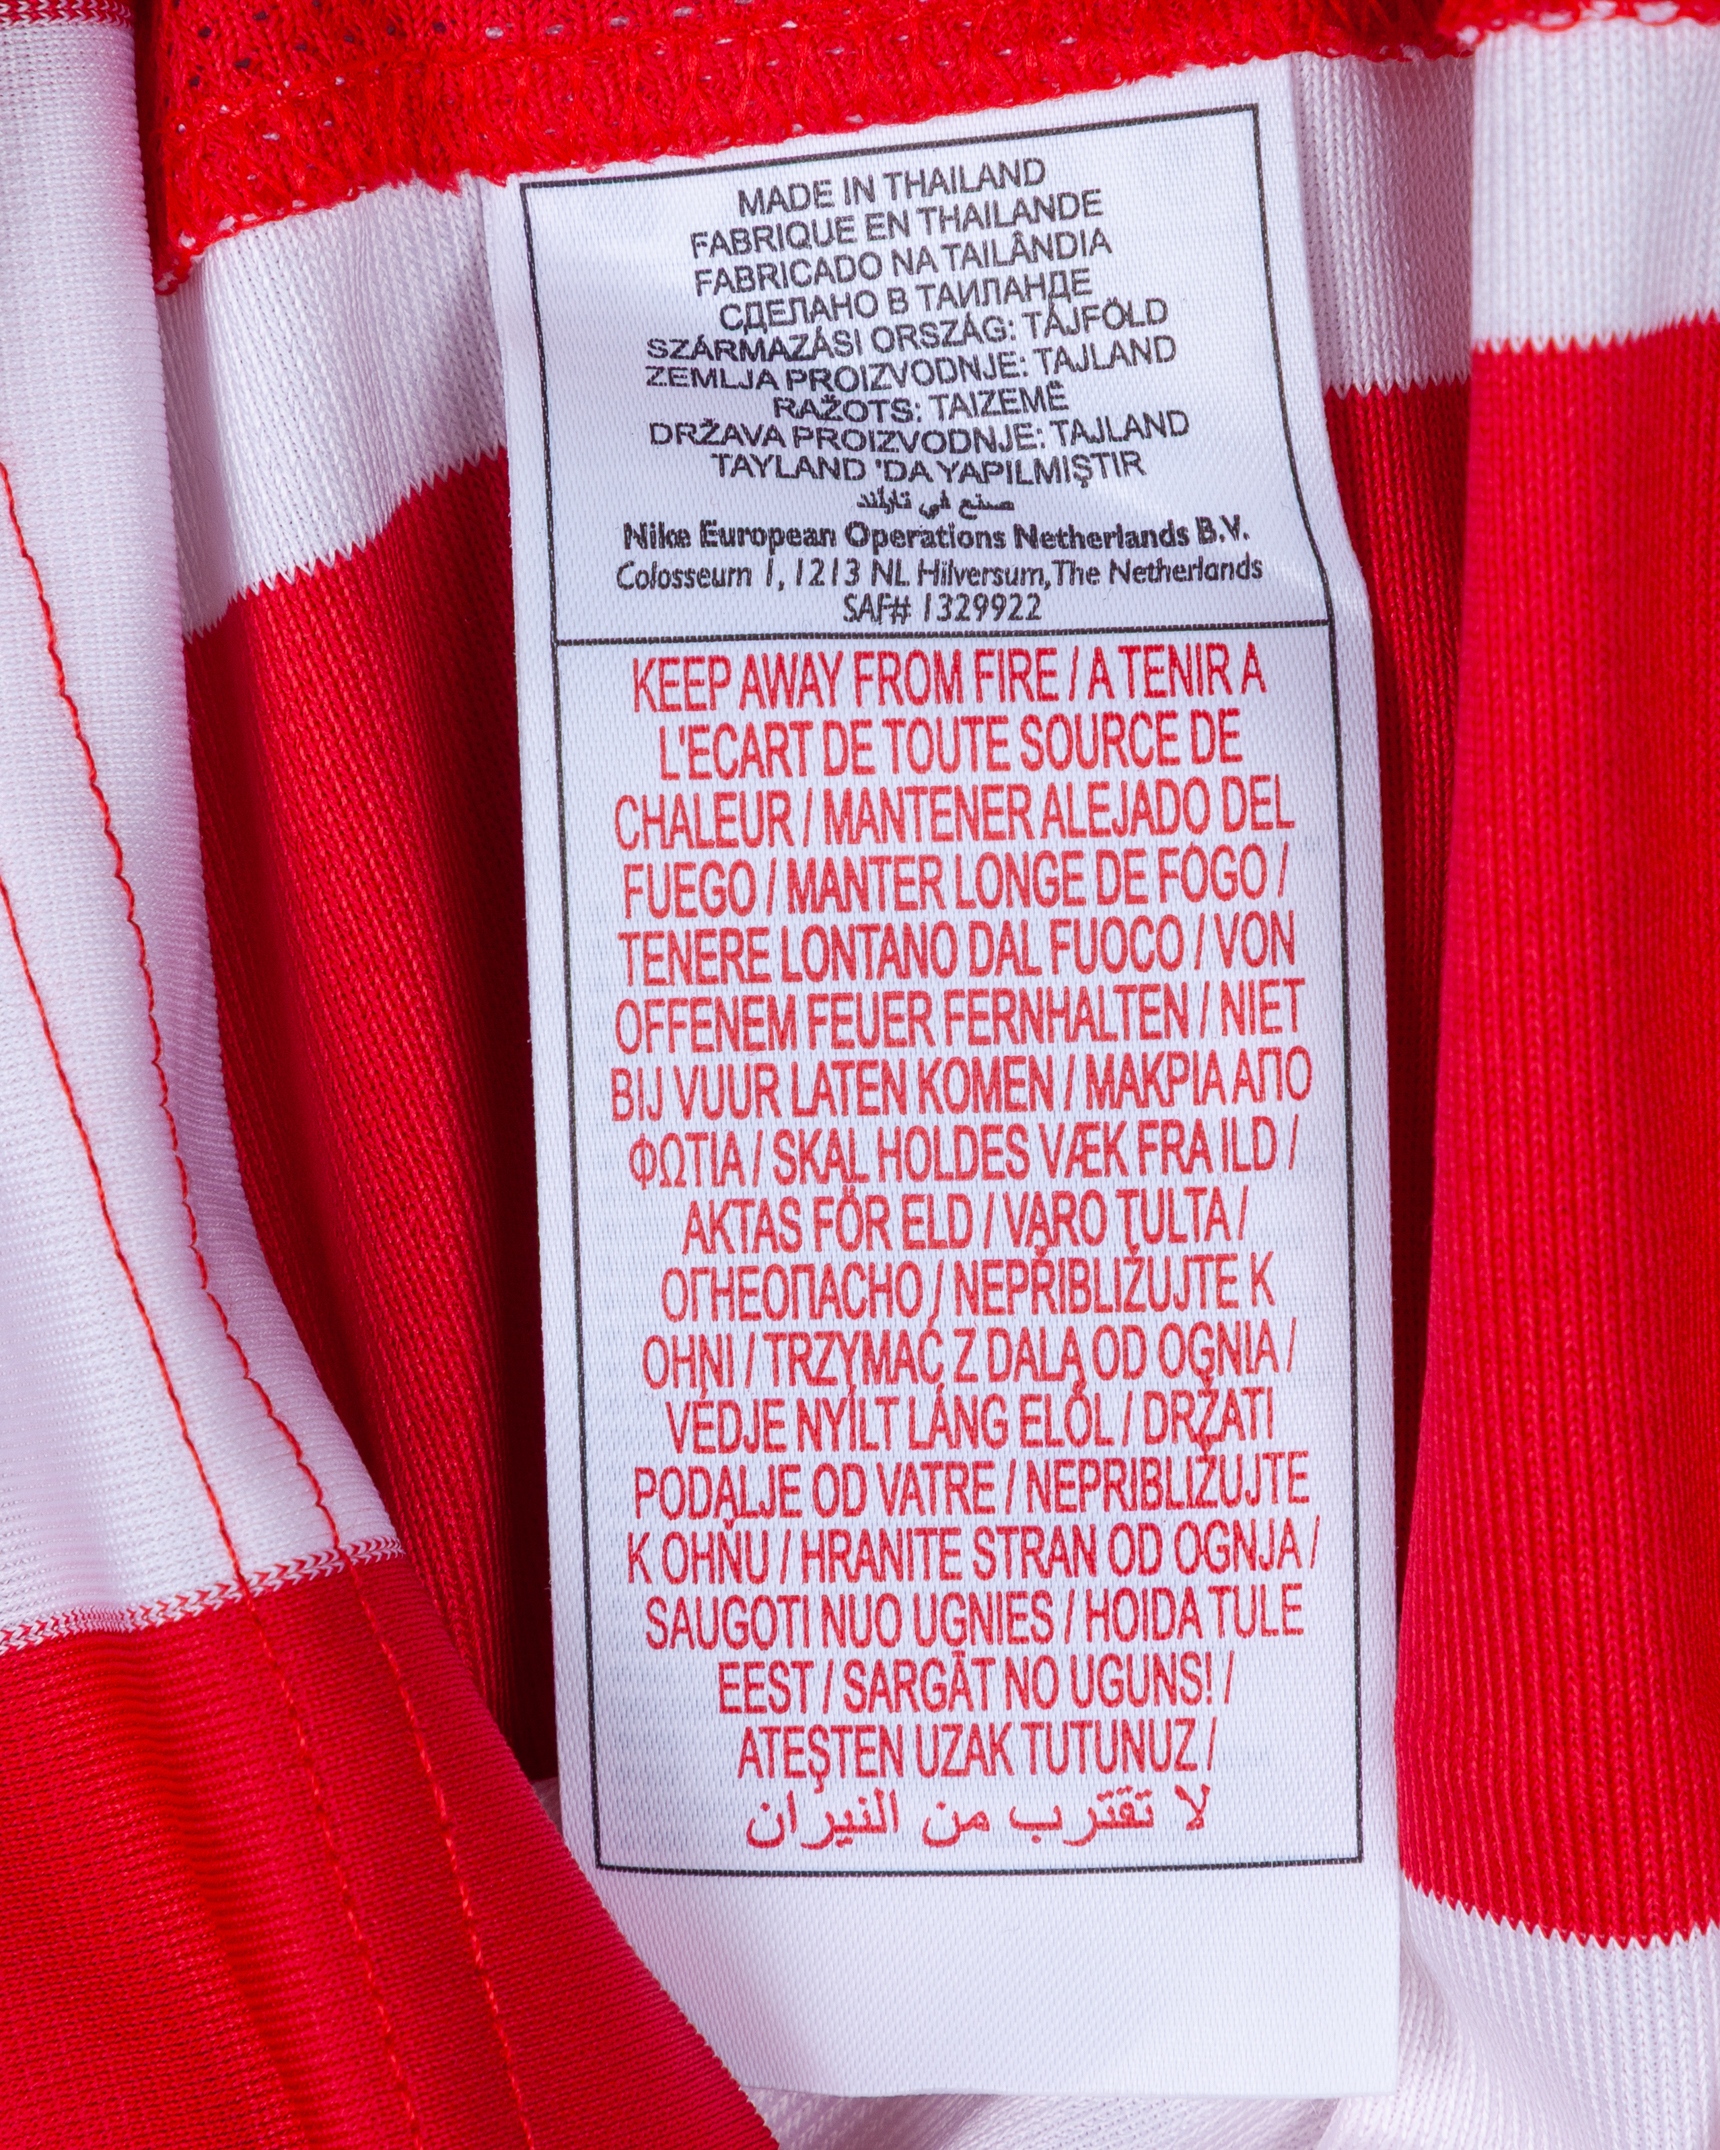 MADE IN THAILAND
FABRIQUE EN THAILANDE
FABRICADO NA TAILÂNDIA
СДЕЛАНО В ТАИЛАНДЕ
SZÁRMAZÁSI ORSZÁG: TÁJFÖLD
ZEMLJA PROIZVODNJE: TAJLAND
RAŽOTS: TAIZEMĒ
DRŽAVA PROIZVODNJE: TAJLAND
TAYLAND 'DA YAPILMIŞTIR
صنع في تايلند
Nike European Operations Netherlands B.V.
Colosseum 1, 1213 NL Hilversum, The Netherlands
SAF# 1329922
KEEP AWAY FROM FIRE / A TENIR A
L'ECART DE TOUTE SOURCE DE
CHALEUR / MANTENER ALEJADO DEL
FUEGO / MANTER LONGE DE FOGO /
TENERE LONTANO DAL FUOCO / VON
OFFENEM FEUER FERNHALTEN / NIET
BIJ VUUR LATEN KOMEN / ΜΑΚΡΙΑ ΑΠΟ
ΦΩΤΙΑ / SKAL HOLDES VÆK FRA ILD /
AKTAS FÖR ELD / VARO TULTA /
ОГНЕОПАСНО / NEPŘIBLIŽUJTE K
OHNI / TRZYMAĆ Z DALA OD OGNIA /
VÉDJE NYÍLT LÁNG ELŐL / DRŽATI
PODALJE OD VATRE / NEPRIBLIŽUJTE
K OHŇU / HRANITE STRAN OD OGNJA /
SAUGOTI NUO UGNIES / HOIDA TULE
EEST / SARGĀT NO UGUNS! /
ATEŞTEN UZAK TUTUNUZ /
لا تقترب من النيران